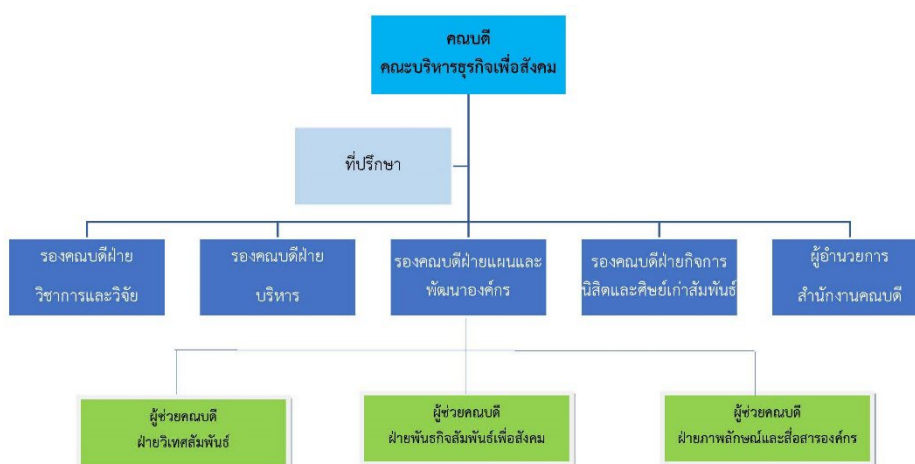 คณบดี
คณะบริหารธุรกิจเพื่อสังคม
ที่ปรึกษา
รองคณบดีฝ่าย
วิชาการและวิจัย
รองคณบดีฝ่าย
บริหาร
รองคณบดีฝ่ายแผนและ
พัฒนาองค์กร
รองคณบดีฝ่ายกิจการ
นิสิตและศิษย์เก่าสัมพันธ์
ผู้อำนวยการ
สำนักงานคณบดี
ผู้ช่วยคณบดี
ฝ่ายวิเทศสัมพันธ์
ผู้ช่วยคณบดี
ฝ่ายพันธกิจสัมพันธ์เพื่อสังคม
ผู้ช่วยคณบดี
ฝ่ายภาพลักษณ์และสื่อสารองค์กร